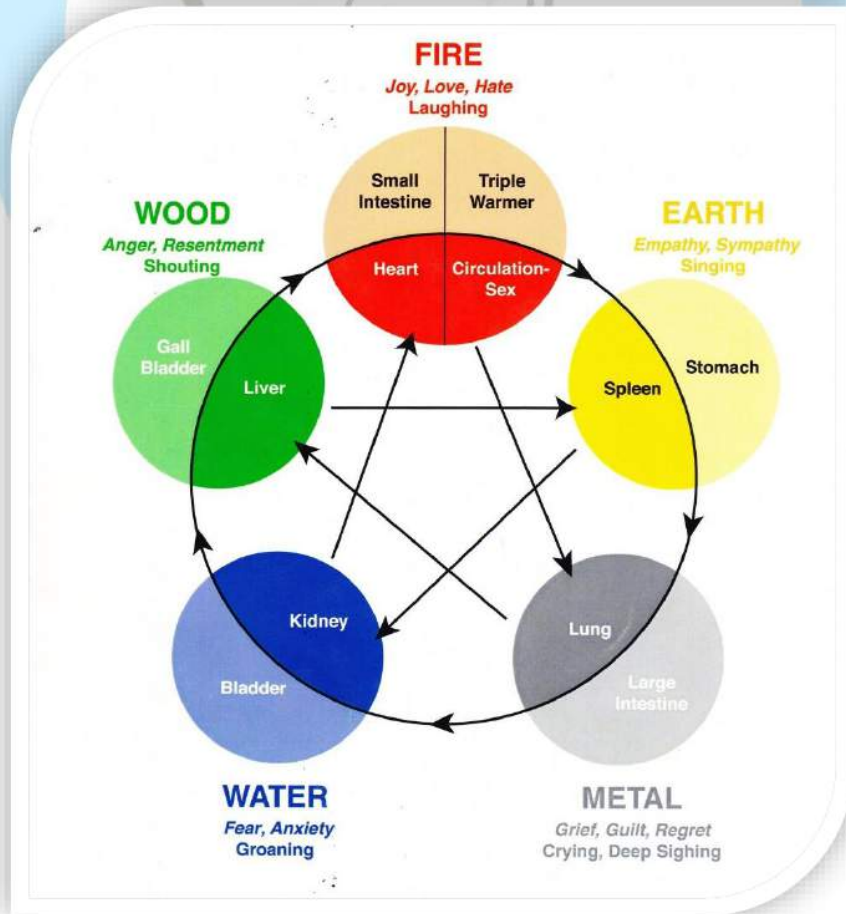 FIRE
Joy, Love, Hate
Laughing
Small
Intestine
Triple
Warmer
Heart
Circulation-
Sex
WOOD
Anger, Resentment
Shouting
Gall
Bladder
Liver
EARTH
Empathy, Sympathy
Singing
Spleen
Stomach
Kidney
Bladder
Lung
Large
Intestine
WATER
Fear, Anxiety
Groaning
METAL
Grief, Guilt, Regret
Crying, Deep Sighing